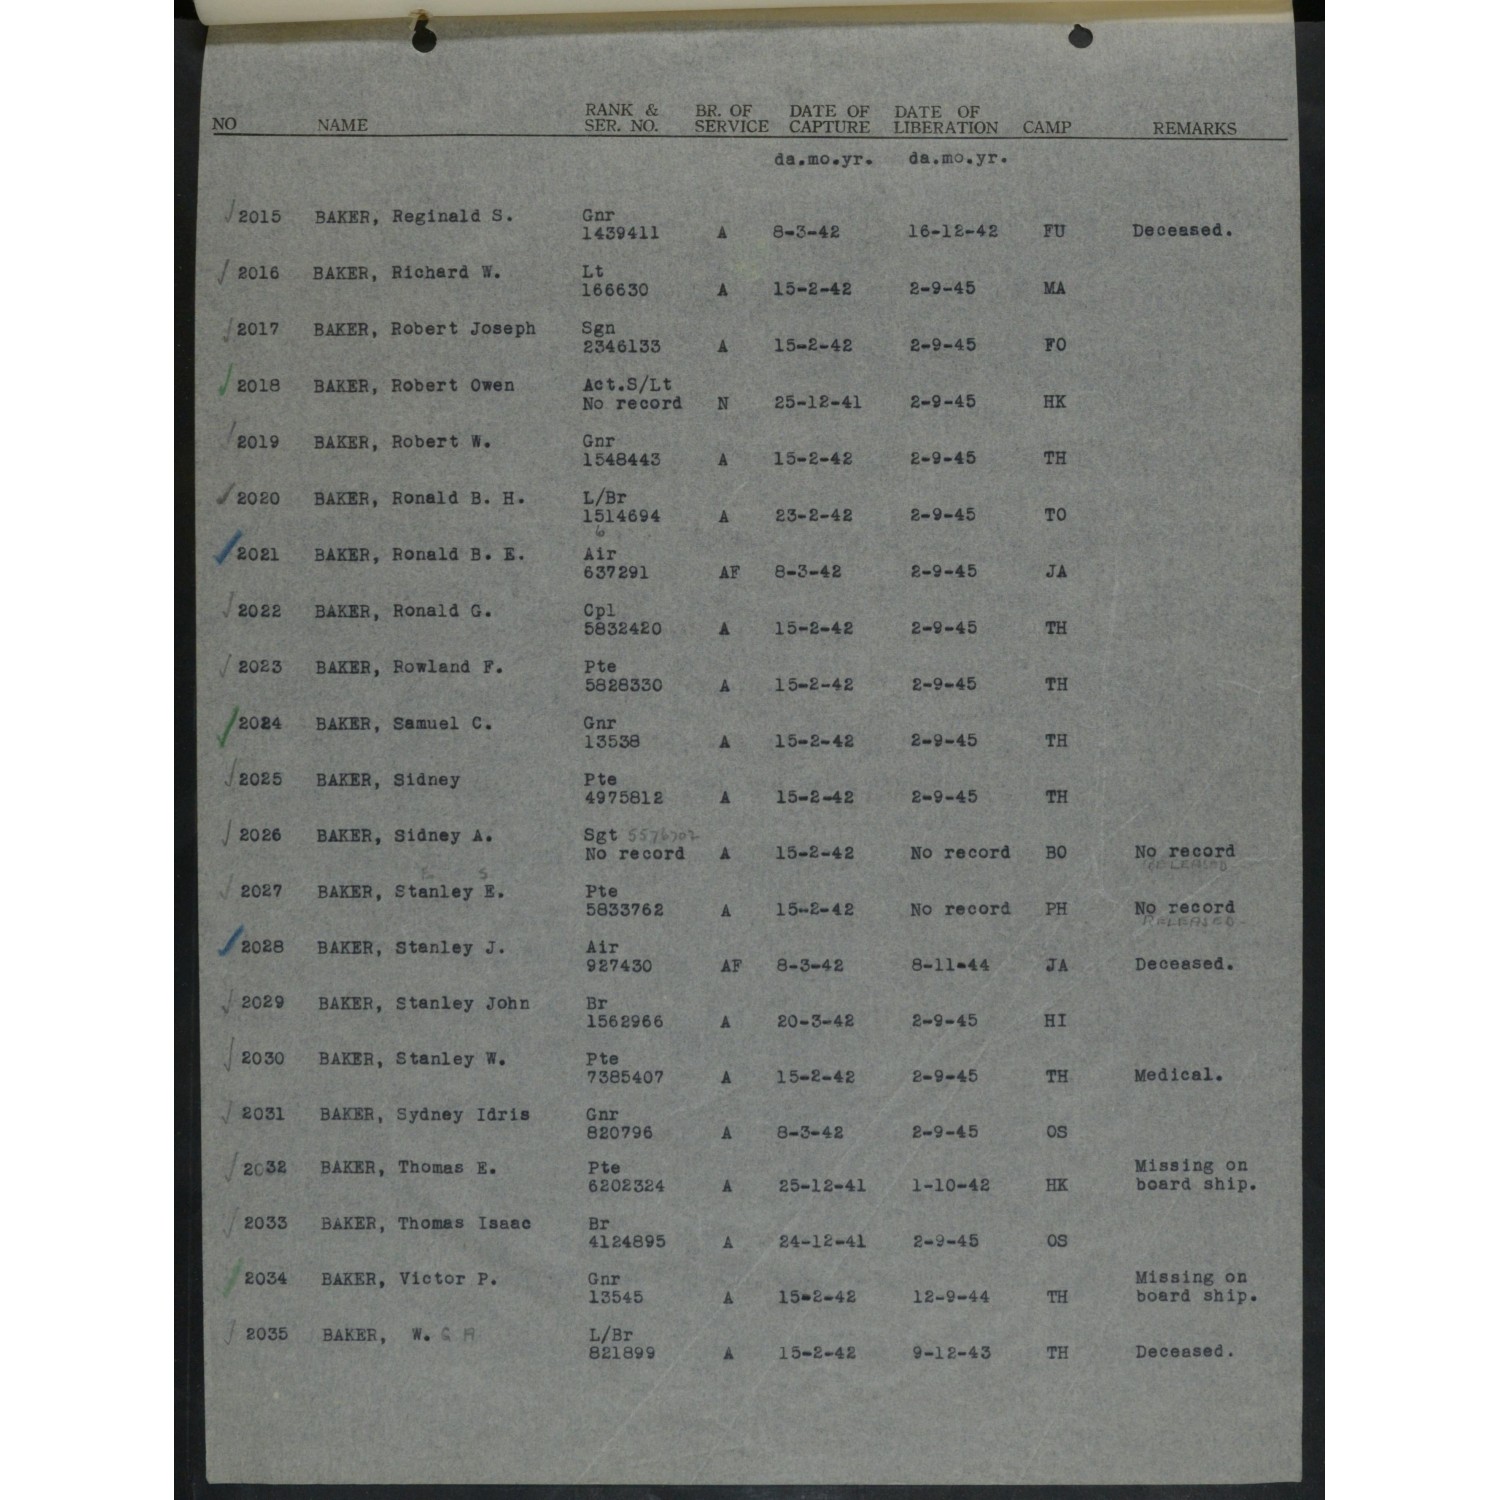 NO NAME RANK & SER. NO. BR. OF SERVICE DATE OF CAPTURE DATE OF LIBERATION CAMP REMARKS
da.mo.yr. da.mo.yr.
2015 BAKER, Reginald S. Gnr
1439411 A 8-3-42 16-12-42 FU Deceased.
2016 BAKER, Richard W. Lt
166630 A 15-2-42 2-9-45 MA
2017 BAKER, Robert Joseph Sgn
2346133 A 15-2-42 2-9-45 FO
2018 BAKER, Robert Owen Act.S/Lt
No record N 25-12-41 2-9-45 HK
2019 BAKER, Robert W. Gnr
1548443 A 15-2-42 2-9-45 TH
2020 BAKER, Ronald B. H. L/Br
1514694 A 23-2-42 2-9-45 TO
6
2021 BAKER, Ronald B. E. Air
637291 AF 8-3-42 2-9-45 JA
2022 BAKER, Ronald G. Cpl
5832420 A 15-2-42 2-9-45 TH
2023 BAKER, Rowland F. Pte
5828330 A 15-2-42 2-9-45 TH
2024 BAKER, Samuel C. Gnr
13538 A 15-2-42 2-9-45 TH
2025 BAKER, Sidney Pte
4975812 A 15-2-42 2-9-45 TH
2026 BAKER, Sidney A. Sgt 5576702
No record A 15-2-42 No record BO No record
RELEASED
E S
2027 BAKER, Stanley E. Pte
5833762 A 15-2-42 No record PH No record
RELEASED
2028 BAKER, Stanley J. Air
927430 AF 8-3-42 8-11-44 JA Deceased.
2029 BAKER, Stanley John Br
1562966 A 20-3-42 2-9-45 HI
2030 BAKER, Stanley W. Pte
7385407 A 15-2-42 2-9-45 TH Medical.
2031 BAKER, Sydney Idris Gnr
820796 A 8-3-42 2-9-45 OS
2032 BAKER, Thomas E. Pte Missing on
6202324 A 25-12-41 1-10-42 HK board ship.
2033 BAKER, Thomas Isaac Br
4124895 A 24-12-41 2-9-45 OS
2034 BAKER, Victor P. Gnr Missing on
13545 A 15-2-42 12-9-44 TH board ship.
2035 BAKER, W. L/Br
821899 A 15-2-42 9-12-43 TH Deceased.